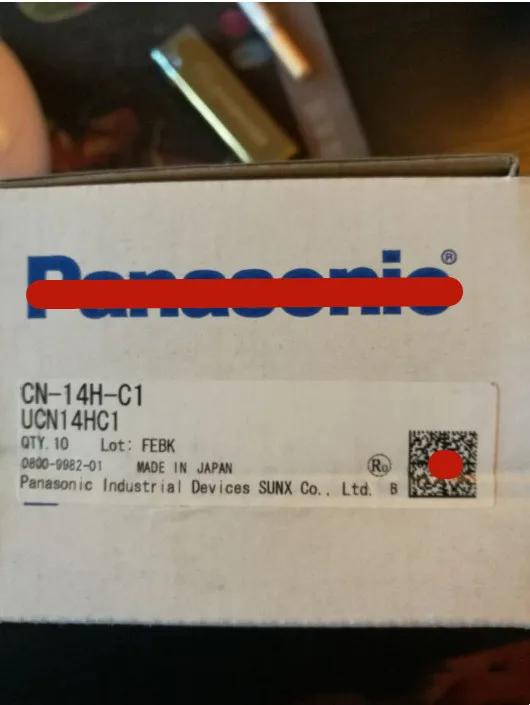 Panasonic®
CN-14H-C1
UCN14HC1
QTY. 10 Lot: FEBK
0800-9982-01 MADE IN JAPAN
Ro
Panasonic Industrial Devices SUNX Co., Ltd. B